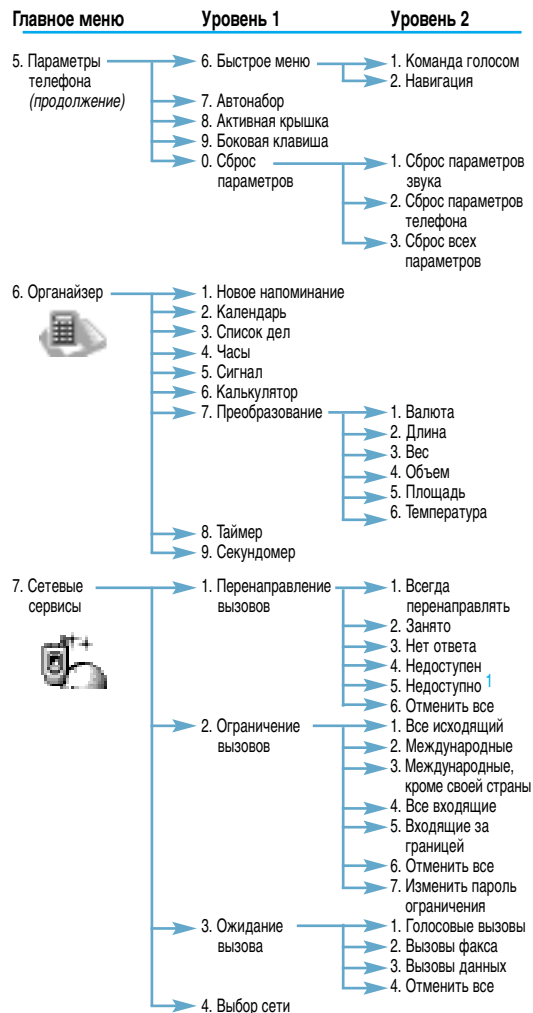 Главное меню Уровень 1 Уровень 2
5. Параметры телефона (продолжение)
6. Быстрое меню
1. Команда голосом
2. Навигация
7. Автонабор
8. Активная крышка
9. Боковая клавиша
0. Сброс
параметров
1. Сброс параметров
звука
2. Сброс параметров
телефона
3. Сброс всех
параметров
6. Органайзер
1. Новое напоминание
2. Календарь
3. Список дел
4. Часы
5. Сигнал
6. Калькулятор
7. Преобразование
1. Валюта
2. Длина
3. Вес
4. Объем
5. Площадь
6. Температура
8. Таймер
9. Секундомер
7. Сетевые
сервисы
1. Перенаправление
вызовов
1. Всегда
перенаправлять
2. Занято
3. Нет ответа
4. Недоступен
5. Недоступно 1
6. Отменить все
2. Ограничение
вызовов
1. Все исходящий
2. Международные
3. Международные,
кроме своей страны
4. Все входящие
5. Входящие за
границей
6. Отменить все
7. Изменить пароль
ограничения
3. Ожидание
вызова
1. Голосовые вызовы
2. Вызовы факса
3. Вызовы данных
4. Отменить все
4. Выбор сети